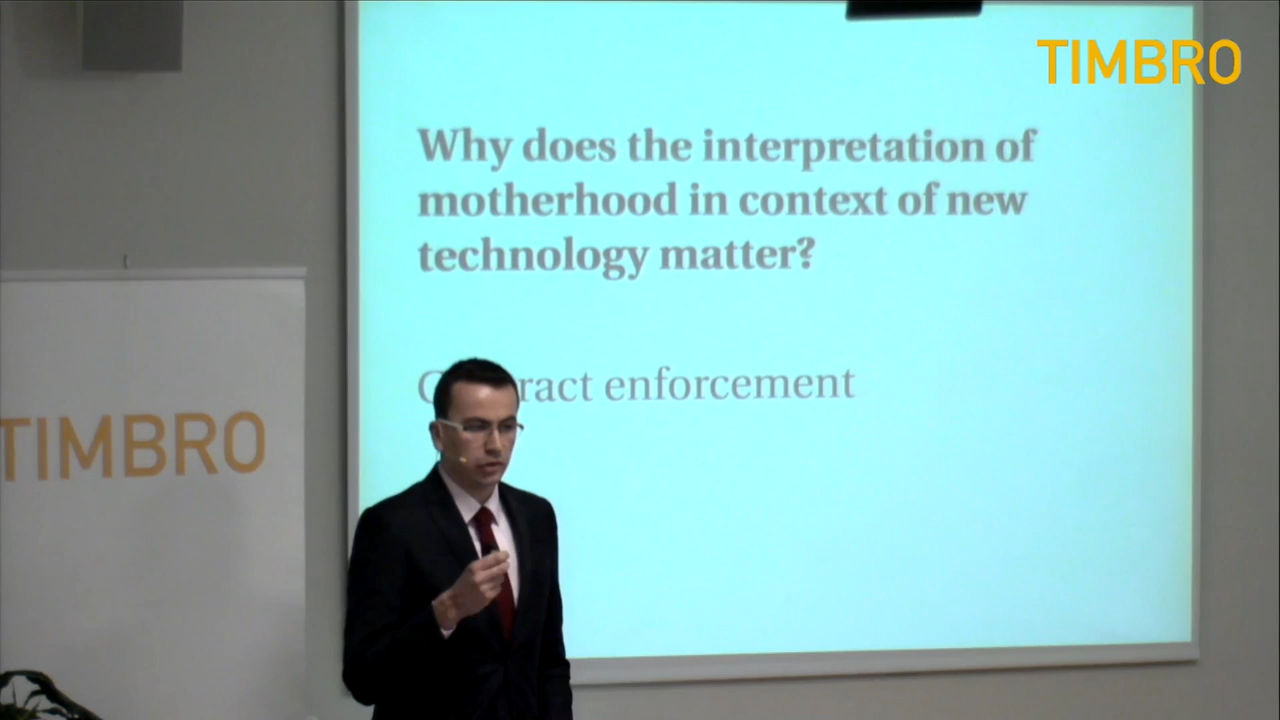 TIMBRO
Why does the interpretation of
motherhood in context of new
technology matter?
enforcement
TIMBRO